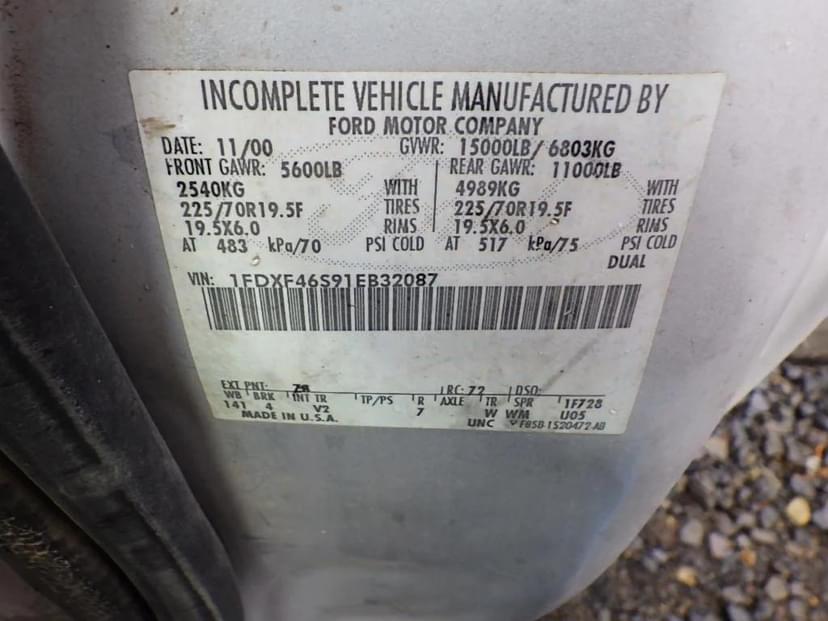 INCOMPLETE VEHICLE MANUFACTURED BY
FORD MOTOR COMPANY
DATE: 11/00 GVWR: 15000LB/ 6803KG
FRONT GAWR: 5600LB REAR GAWR: 11000LB
2540KG WITH 4989KG WITH
225/70R19.5F TIRES 225/70R19.5F TIRES
19.5X6.0 RIMS 19.5X6.0 RIMS
AT 483 kPa/70 PSI COLD AT 517 kPa/75 PSI COLD
DUAL
VIN: 1FDXF46S91EB32087
EXT PNT: RC: 72 DSO:
WB BRK INT TR TP/PS R AXLE TR SPR 1F728
141 4 V2 7 W WM U05
MADE IN U.S.A. UNC F85B-1520472-AB